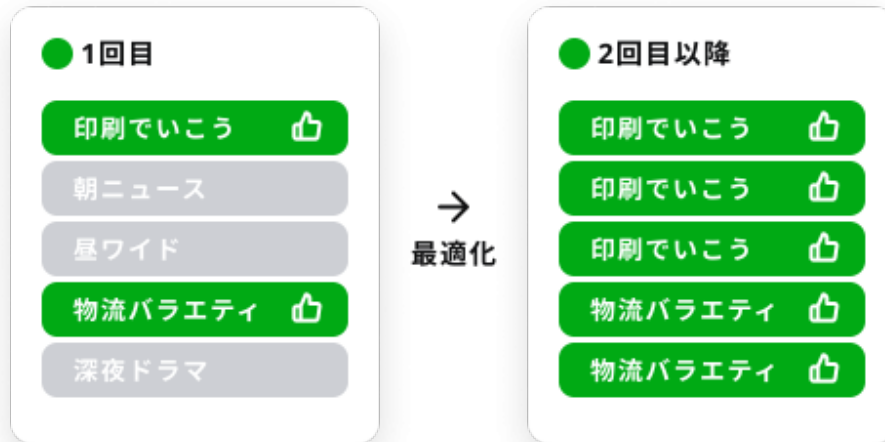 1回目
印刷でいこう
朝ニュース
昼ワイド
物流バラエティ
深夜ドラマ
→
最適化
2回目以降
印刷でいこう
印刷でいこう
印刷でいこう
物流バラエティ
物流バラエティ